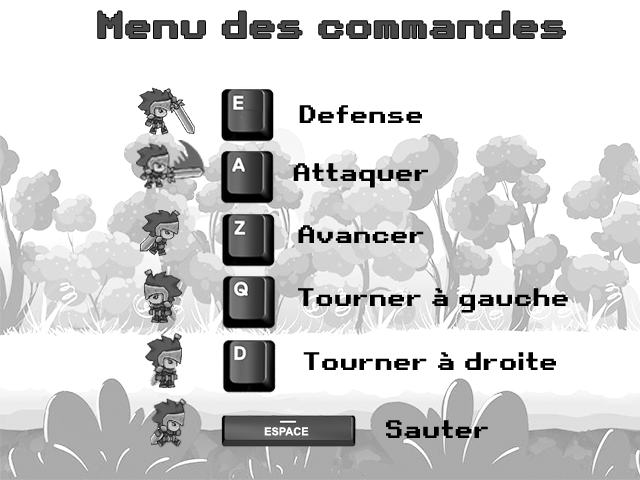 Menu des commandes
E Defense
A Attaquer
Z Avancer
Q Tourner à gauche
D Tourner à droite
ESPACE Sauter